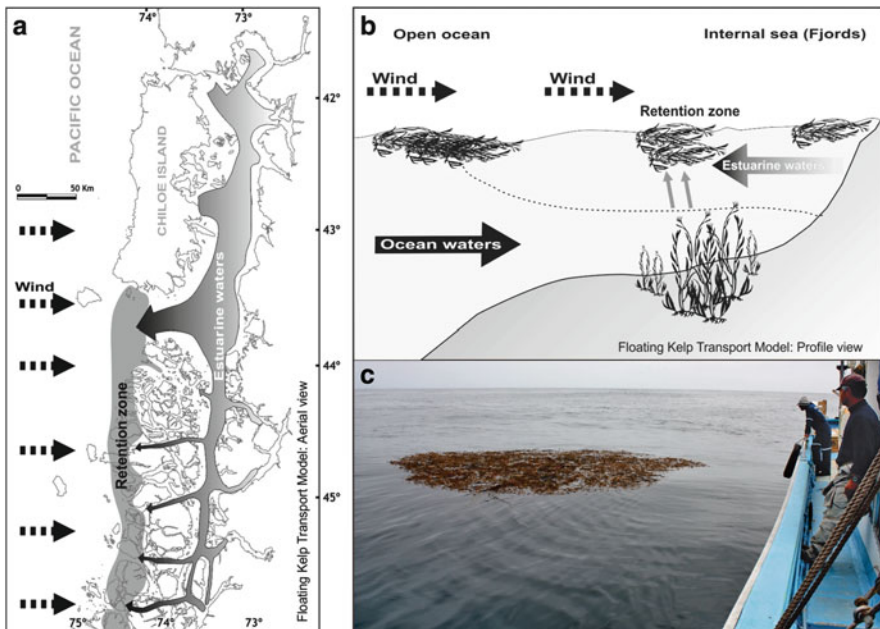 a
74°
73°
PACIFIC OCEAN
CHILOE ISLAND
42°
0 50 Km
43°
Wind
Estuarine waters
44°
Retention zone
45°
Floating Kelp Transport Model: Aerial view
75°
74°
73°
b
Open ocean
Internal sea (Fjords)
Wind
Wind
Retention zone
Estuarine waters
Ocean waters
Floating Kelp Transport Model: Profile view
c